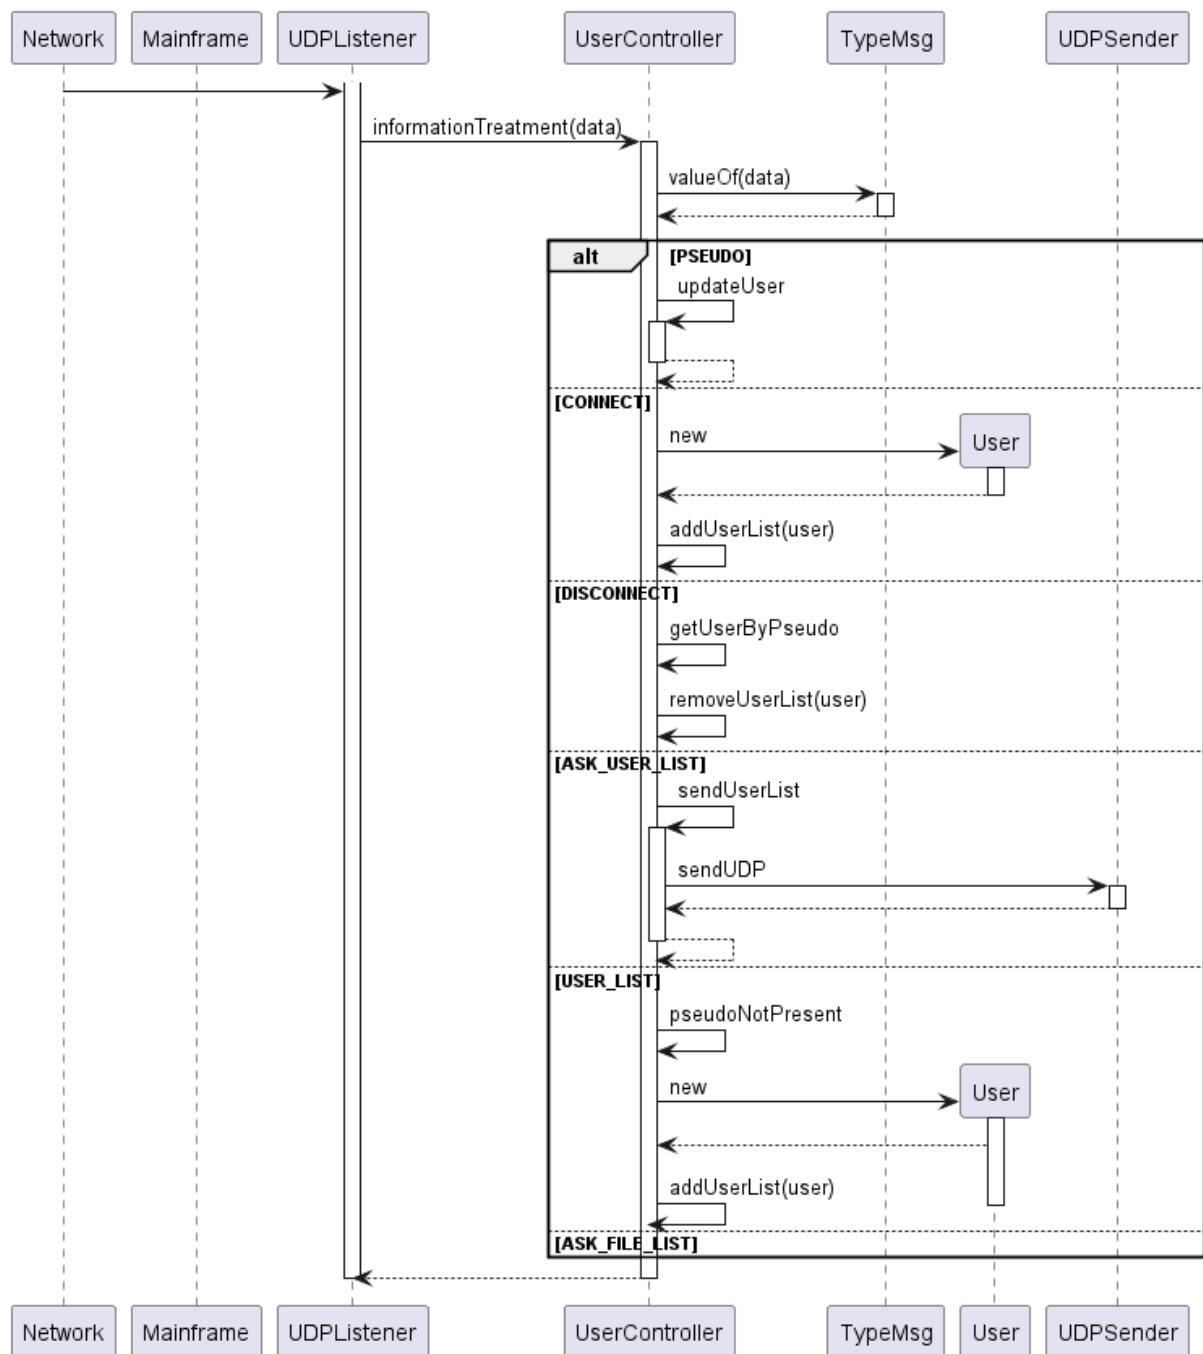 Network Mainframe UDPListener UserController TypeMsg UDPSender
informationTreatment(data)
valueOf(data)
alt [PSEUDO]
updateUser
[CONNECT]
new User
addUserList(user)
[DISCONNECT]
getUserByPseudo
removeUserList(user)
[ASK_USER_LIST]
sendUserList
sendUDP
[USER_LIST]
pseudoNotPresent
new User
addUserList(user)
[ASK_FILE_LIST]
Network Mainframe UDPListener UserController TypeMsg User UDPSender